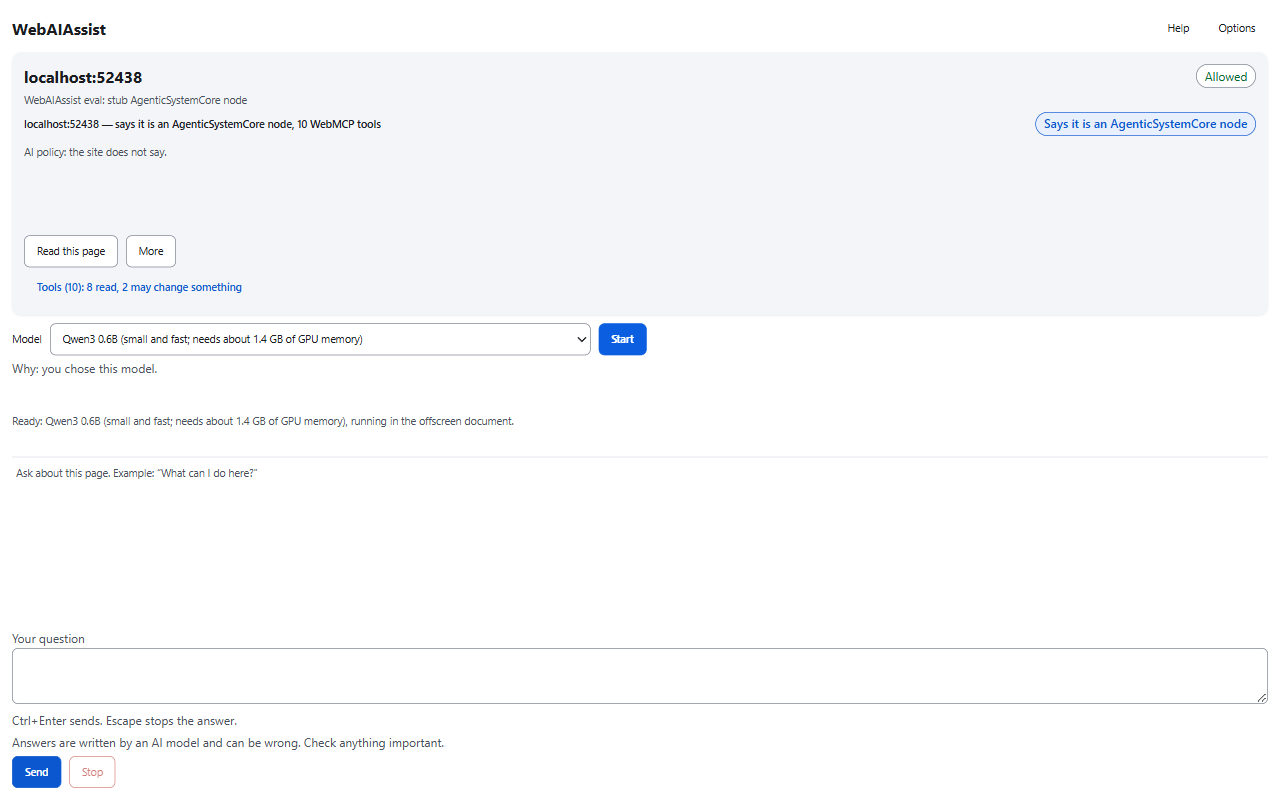 WebAIAssist
Help
Options
localhost:52438
Allowed
WebAIAssist eval: stub AgenticSystemCore node
localhost:52438 — says it is an AgenticSystemCore node, 10 WebMCP tools
Says it is an AgenticSystemCore node
AI policy: the site does not say.
Read this page
More
Tools (10): 8 read, 2 may change something
Model
Qwen3 0.6B (small and fast; needs about 1.4 GB of GPU memory)
Start
Why: you chose this model.
Ready: Qwen3 0.6B (small and fast; needs about 1.4 GB of GPU memory), running in the offscreen document.
Ask about this page. Example: “What can I do here?”
Your question
Ctrl+Enter sends. Escape stops the answer.
Answers are written by an AI model and can be wrong. Check anything important.
Send
Stop